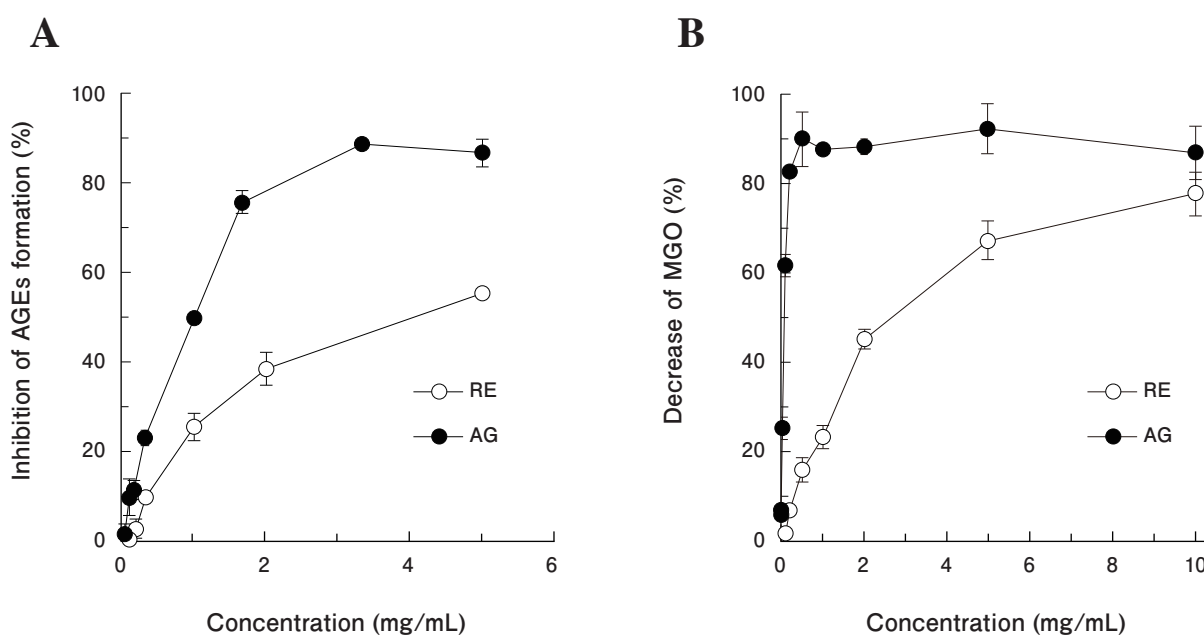 A
Inhibition of AGEs formation (%)
100
80
60
40
20
0
0 2 4 6
Concentration (mg/mL)
RE
AG
B
Decrease of MGO (%)
100
80
60
40
20
0
0 2 4 6 8 10
Concentration (mg/mL)
RE
AG